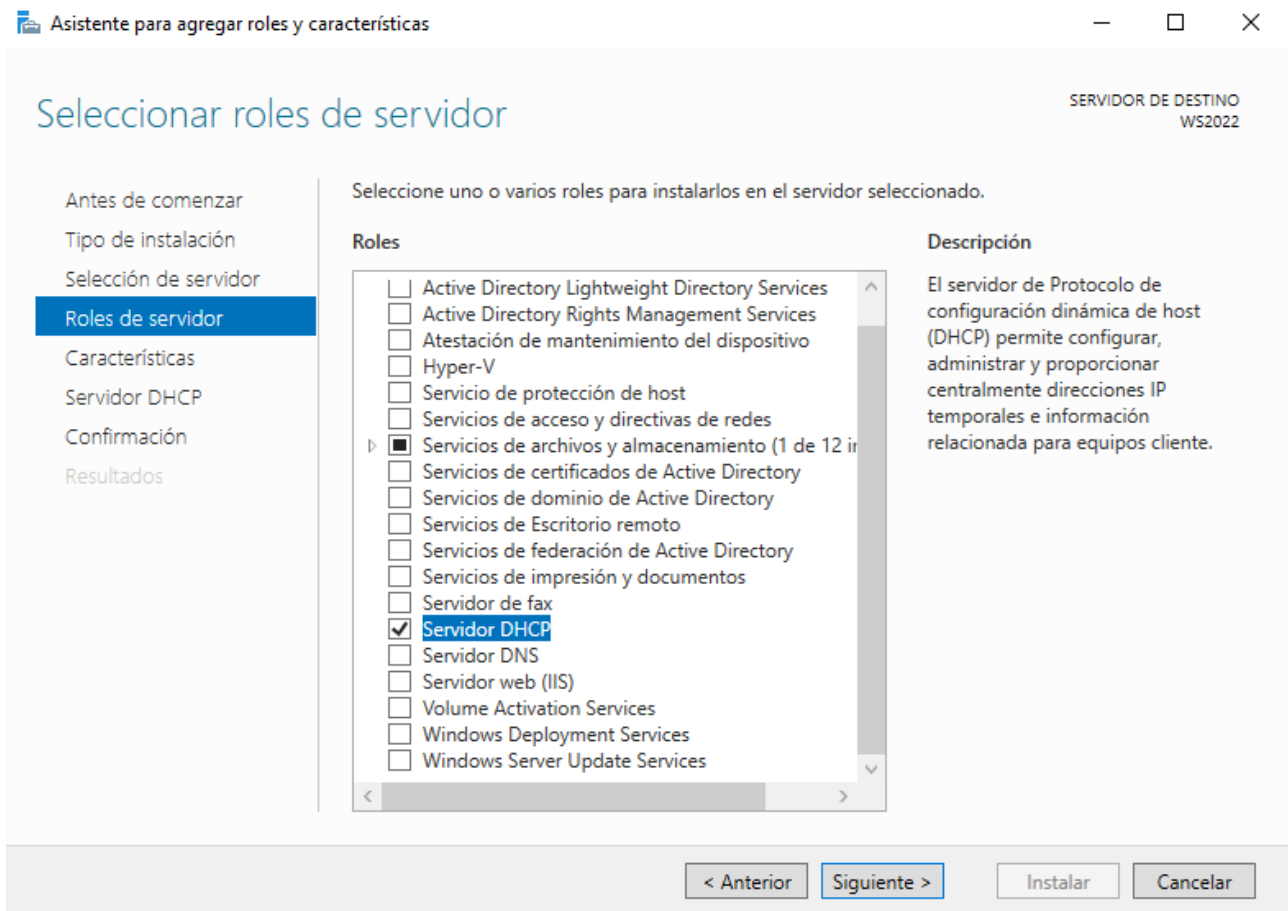 Asistente para agregar roles y características
Seleccionar roles de servidor
SERVIDOR DE DESTINO
WS2022
Antes de comenzar
Tipo de instalación
Selección de servidor
Roles de servidor
Características
Servidor DHCP
Confirmación
Resultados
Seleccione uno o varios roles para instalarlos en el servidor seleccionado.
Roles
Active Directory Lightweight Directory Services
Active Directory Rights Management Services
Atestación de mantenimiento del dispositivo
Hyper-V
Servicio de protección de host
Servicios de acceso y directivas de redes
Servicios de archivos y almacenamiento (1 de 12 ir
Servicios de certificados de Active Directory
Servicios de dominio de Active Directory
Servicios de Escritorio remoto
Servicios de federación de Active Directory
Servicios de impresión y documentos
Servidor de fax
Servidor DHCP
Servidor DNS
Servidor web (IIS)
Volume Activation Services
Windows Deployment Services
Windows Server Update Services
Descripción
El servidor de Protocolo de
configuración dinámica de host
(DHCP) permite configurar,
administrar y proporcionar
centralmente direcciones IP
temporales e información
relacionada para equipos cliente.
< Anterior
Siguiente >
Instalar
Cancelar